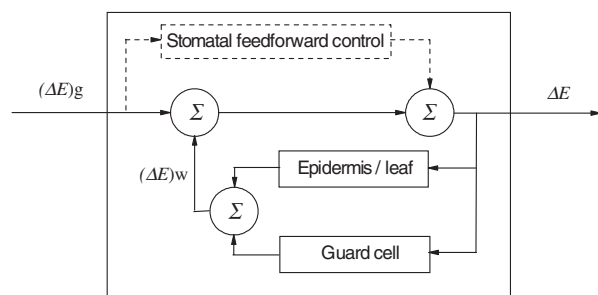 Stomatal feedforward control
(ΔE)g
Σ
Σ
ΔE
(ΔE)w
Epidermis / leaf
Σ
Guard cell